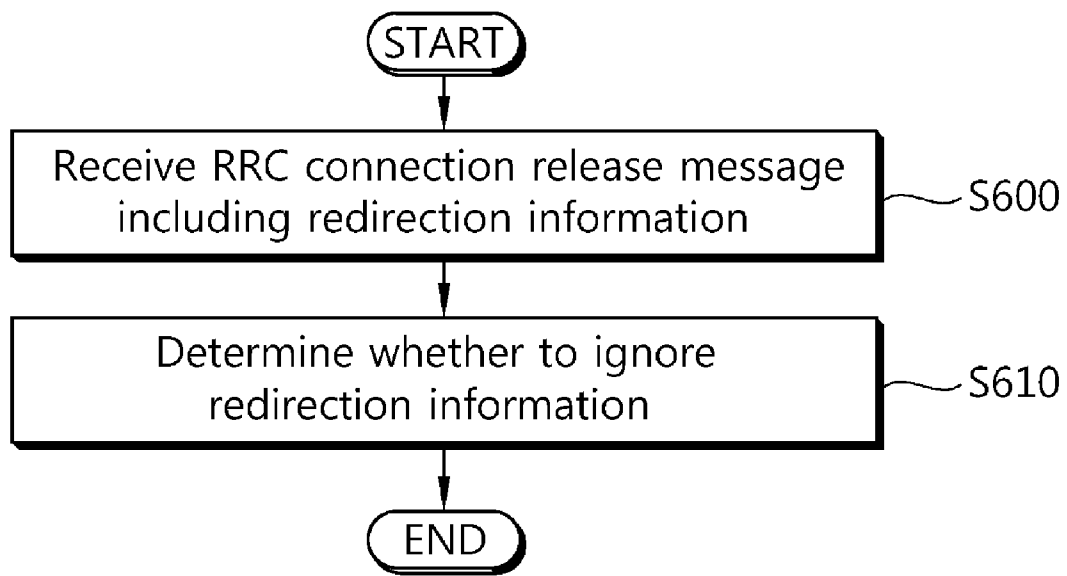 START
Receive RRC connection release message
including redirection information
S600
Determine whether to ignore
redirection information
S610
END